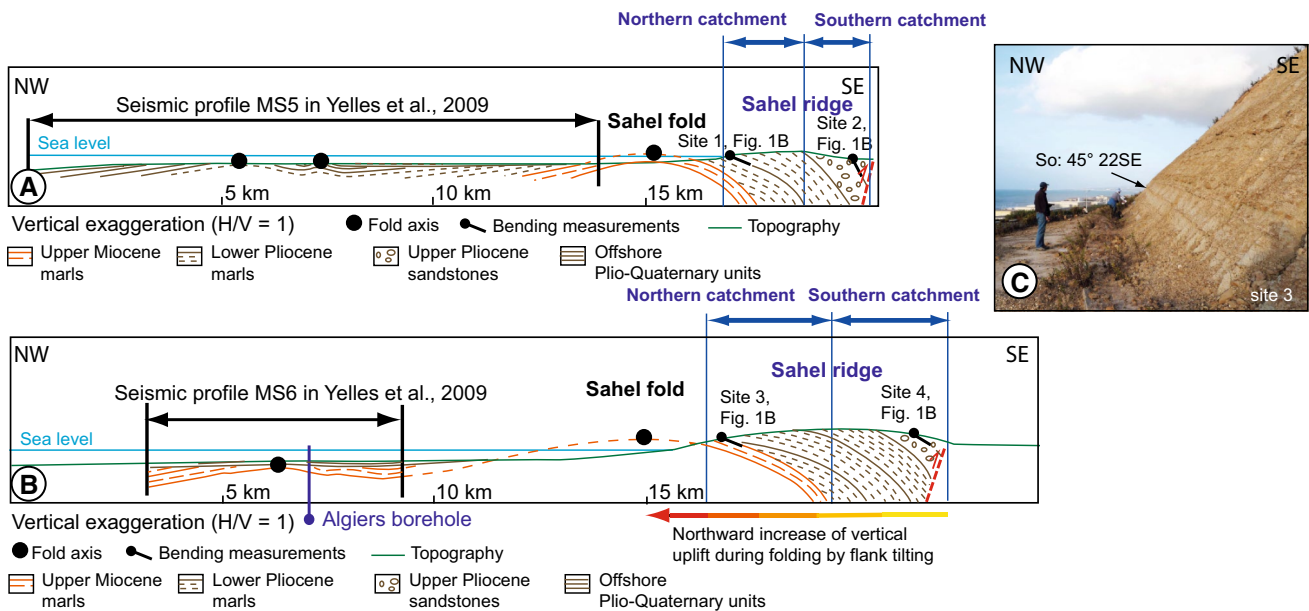 Northern catchment
Southern catchment
NW
SE
Seismic profile MS5 in Yelles et al., 2009
Sahel fold
Sahel ridge
Sea level
Site 1, Fig. 1B
Site 2,
Fig. 1B
A
5 km
10 km
15 km
Vertical exaggeration (H/V = 1)
Fold axis
Bending measurements
Topography
Upper Miocene
marls
Lower Pliocene
marls
Upper Pliocene
sandstones
Offshore
Plio-Quaternary units
NW
SE
So: 45° 22SE
C
site 3
Northern catchment
Southern catchment
NW
SE
Seismic profile MS6 in Yelles et al., 2009
Sahel fold
Sahel ridge
Site 3,
Fig. 1B
Site 4,
Fig. 1B
Sea level
B
5 km
10 km
15 km
Vertical exaggeration (H/V = 1)
Algiers borehole
Northward increase of vertical
uplift during folding by flank tilting
Fold axis
Bending measurements
Topography
Upper Miocene
marls
Lower Pliocene
marls
Upper Pliocene
sandstones
Offshore
Plio-Quaternary units